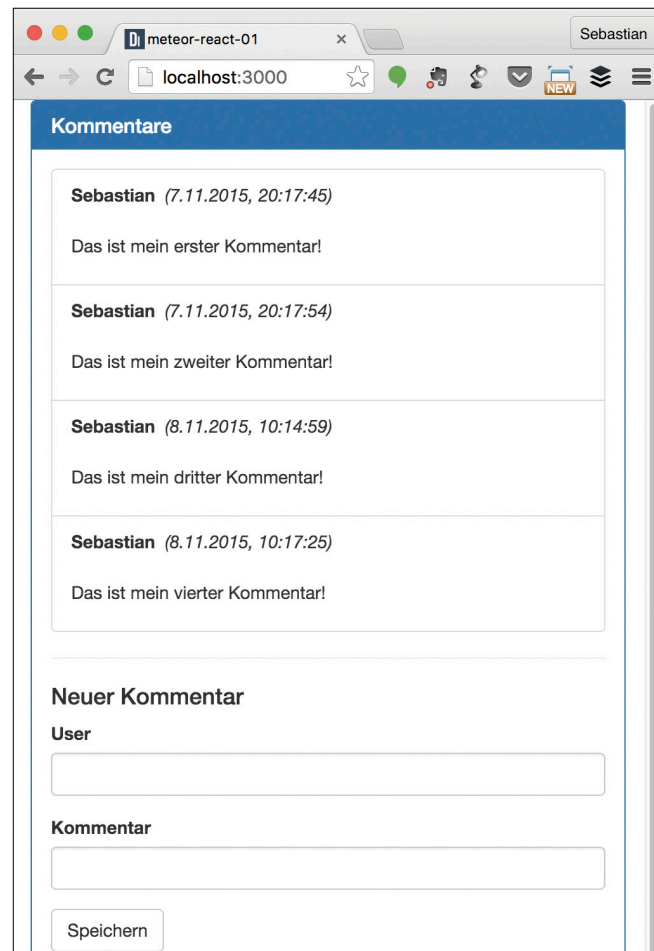 meteor-react-01
Sebastian
localhost:3000
NEW
Kommentare
Sebastian (7.11.2015, 20:17:45)
Das ist mein erster Kommentar!
Sebastian (7.11.2015, 20:17:54)
Das ist mein zweiter Kommentar!
Sebastian (8.11.2015, 10:14:59)
Das ist mein dritter Kommentar!
Sebastian (8.11.2015, 10:17:25)
Das ist mein vierter Kommentar!
Neuer Kommentar
User
Kommentar
Speichern